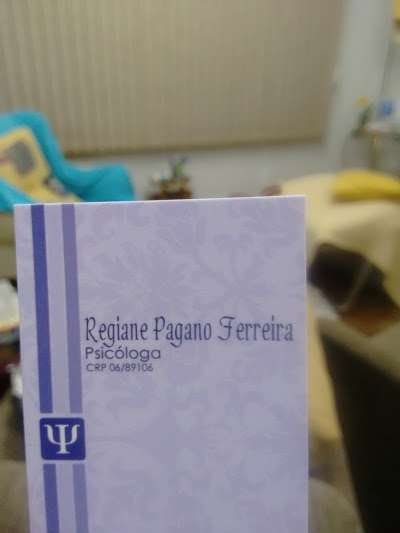 Regiane Pagano Ferreira
Psicóloga
CRP 06/89106
Ψ